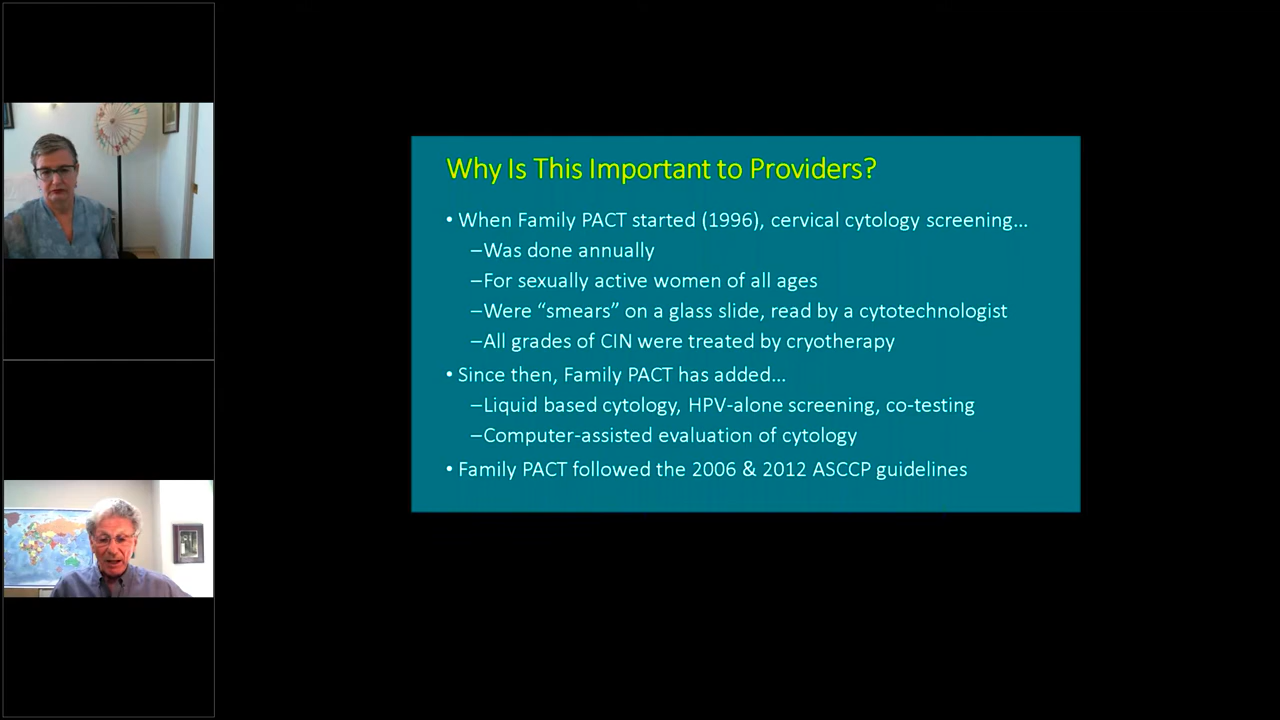 Why Is This Important to Providers?
• When Family PACT started (1996), cervical cytology screening...
–Was done annually
–For sexually active women of all ages
–Were “smears” on a glass slide, read by a cytotechnologist
–All grades of CIN were treated by cryotherapy
• Since then, Family PACT has added...
–Liquid based cytology, HPV-alone screening, co-testing
–Computer-assisted evaluation of cytology
• Family PACT followed the 2006 & 2012 ASCCP guidelines